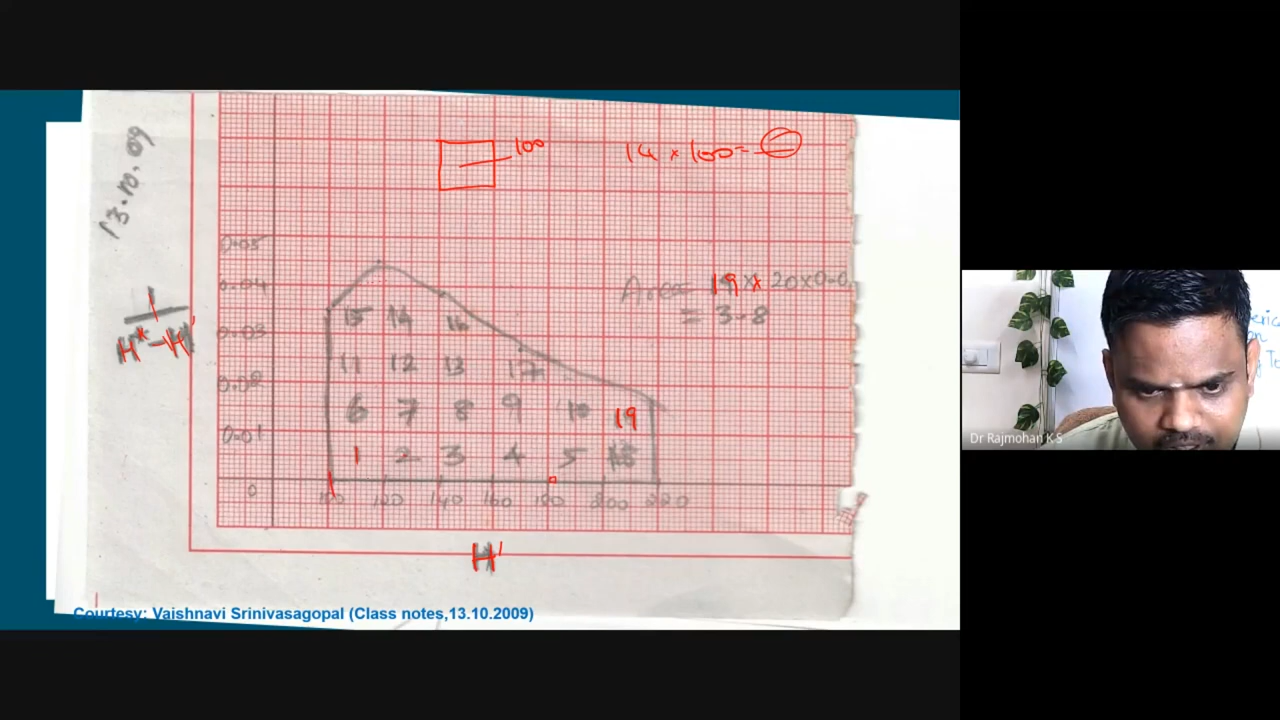 13.10.09
100
14 x 100 =
0.05
0.04
0.03
0.02
0.01
0
1
H* - H'
Area = 19 x 20x0.0
= 3.8
15 14 16
11 12 13 17
6 7 8 9 10 19
1 2 3 4 5 18
100 120 140 160 180 200 220
H'
Courtesy: Vaishnavi Srinivasagopal (Class notes,13.10.2009)
Dr Rajmohan K S